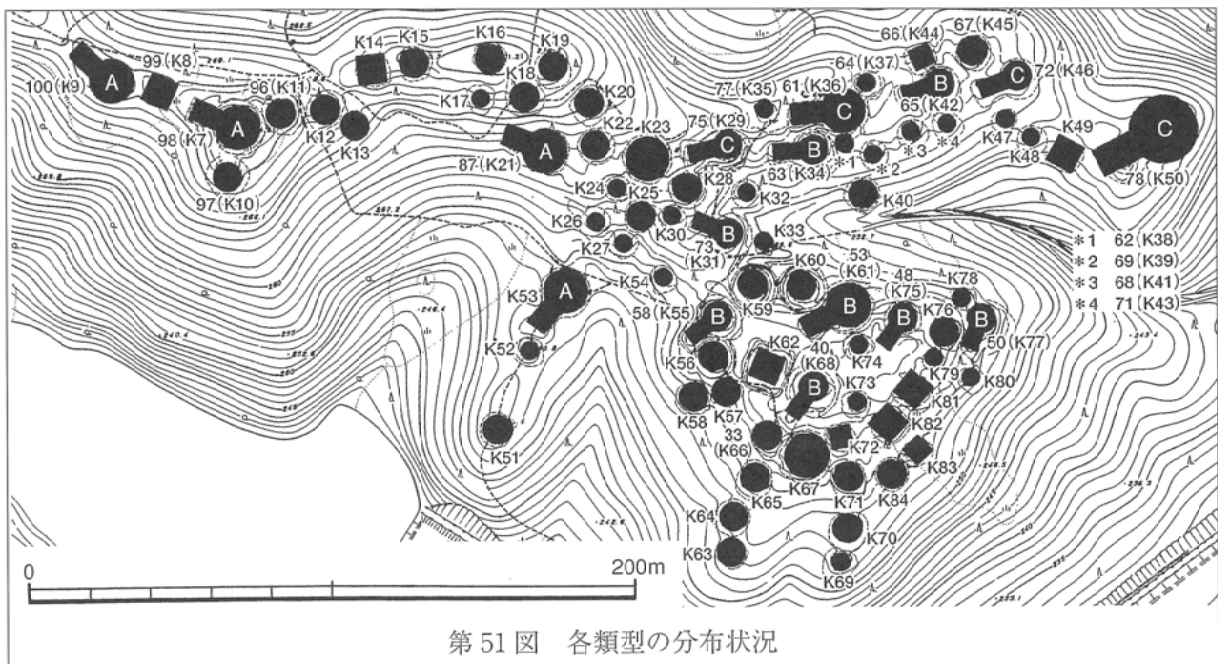 100(K9)
99(K8)
98(K7)
97(K10)
96(K11)
A
A
K12
K13
K14
K15
K16
K17
K18
K19
K20
87(K21)
A
K22
K23
K24
K25
K26
K27
K28
75(K29)
C
K30
73
(K31)
B
K32
K33
77(K35)
61(K36)
C
63(K34)
B
64(K37)
65(K42)
B
66(K44)
67(K45)
72(K46)
C
*1
*2
*3
*4
K40
K47
K48
K49
78(K50)
C
*1 62(K38)
*2 69(K39)
*3 68(K41)
*4 71(K43)
K51
K52
K53
A
K54
58(K55)
B
K56
K57
K58
K59
K60
53
(K61)
B
K62
K63
K64
K65
33
(K66)
K67
40
(K68)
B
K69
K70
K71
K72
K73
K74
48
(K75)
B
K76
50(K77)
B
K78
K79
K80
K81
K82
K83
K84
0 200m
第51図 各類型の分布状況